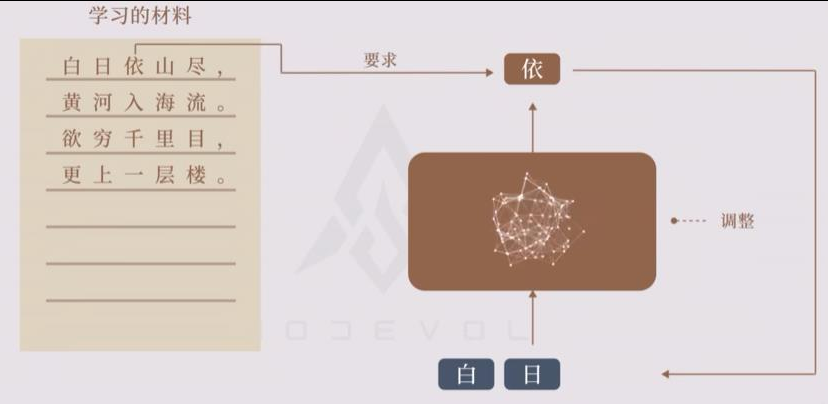 学习的材料
白日依山尽，
黄河入海流。
欲穷千里目，
更上一层楼。
要求
依
调整
白 日